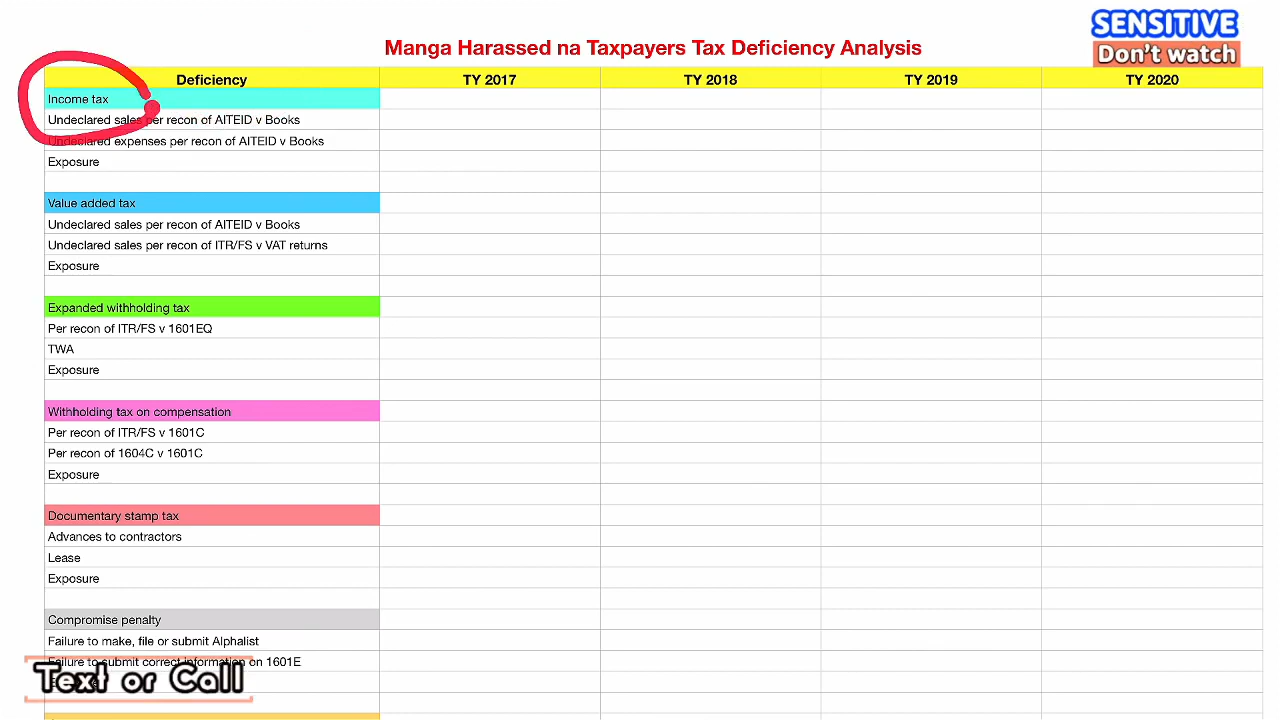 SENSITIVE
Don't watch
Manga Harassed na Taxpayers Tax Deficiency Analysis
Deficiency TY 2017 TY 2018 TY 2019 TY 2020
Income tax
Undeclared sales per recon of AITEID v Books
Undeclared expenses per recon of AITEID v Books
Exposure
Value added tax
Undeclared sales per recon of AITEID v Books
Undeclared sales per recon of ITR/FS v VAT returns
Exposure
Expanded withholding tax
Per recon of ITR/FS v 1601EQ
TWA
Exposure
Withholding tax on compensation
Per recon of ITR/FS v 1601C
Per recon of 1604C v 1601C
Exposure
Documentary stamp tax
Advances to contractors
Lease
Exposure
Compromise penalty
Failure to make, file or submit Alphalist
Failure to submit correct information on 1601E
Text or Call